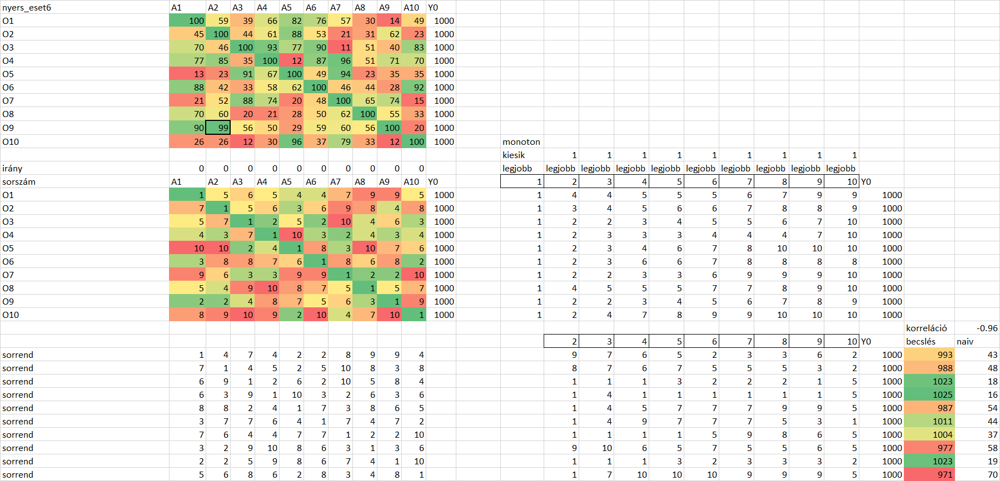 nyers_eset6 A1 A2 A3 A4 A5 A6 A7 A8 A9 A10 Y0
O1 100 59 39 66 82 76 57 30 14 49 1000
O2 45 100 44 61 88 53 21 31 62 23 1000
O3 70 46 100 93 77 90 11 51 40 83 1000
O4 77 85 35 100 12 87 96 51 71 70 1000
O5 13 23 91 67 100 49 94 23 35 35 1000
O6 88 42 33 58 62 100 46 44 28 92 1000
O7 21 52 88 74 20 48 100 65 74 15 1000
O8 70 60 20 21 28 50 62 100 55 33 1000
O9 90 99 56 50 29 59 60 56 100 20 1000
O10 26 26 12 30 96 37 79 33 12 100 1000 monoton
kiesik 1 1 1 1 1 1 1 1 1
irány 0 0 0 0 0 0 0 0 0 0 legjobb legjobb legjobb legjobb legjobb legjobb legjobb legjobb legjobb legjobb
sorszám A1 A2 A3 A4 A5 A6 A7 A8 A9 A10 Y0 1 2 3 4 5 6 7 8 9 10 Y0
O1 1 5 6 5 4 4 7 9 9 5 1000 1 4 4 5 5 5 6 7 9 9 1000
O2 7 1 5 6 3 6 9 8 4 8 1000 1 3 4 5 6 6 7 8 8 9 1000
O3 5 7 1 2 5 2 10 4 6 3 1000 1 2 2 3 4 5 5 6 7 10 1000
O4 4 3 7 1 10 3 2 4 3 4 1000 1 2 3 3 3 4 4 4 7 10 1000
O5 10 10 2 4 1 8 3 10 7 6 1000 1 2 3 4 6 7 8 10 10 10 1000
O6 3 8 8 7 6 1 8 6 8 2 1000 1 2 3 6 6 7 8 8 8 8 1000
O7 9 6 3 3 9 9 1 2 2 10 1000 1 2 2 3 3 6 9 9 9 10 1000
O8 5 4 9 10 8 7 5 1 5 7 1000 1 4 5 5 5 7 7 8 9 10 1000
O9 2 2 4 8 7 5 6 3 1 9 1000 1 2 2 3 4 5 6 7 8 9 1000
O10 8 9 10 9 2 10 4 7 10 1 1000 1 2 4 7 8 9 9 10 10 10 1000
korreláció -0.96
2 3 4 5 6 7 8 9 10 Y0 becslés naiv
sorrend 1 4 7 4 2 2 8 9 9 4 9 7 6 5 2 3 3 6 2 1000 993 43
sorrend 7 1 4 5 2 5 10 8 3 8 8 7 6 7 5 5 5 3 2 1000 988 48
sorrend 6 9 1 2 6 2 10 5 8 4 1 1 1 3 2 2 2 1 5 1000 1023 18
sorrend 6 3 9 1 10 3 2 6 3 6 1 4 1 1 1 1 1 1 5 1000 1025 16
sorrend 8 8 2 4 1 7 3 8 6 5 1 4 5 7 7 7 9 9 5 1000 987 54
sorrend 3 7 7 6 4 1 7 4 7 2 1 4 9 7 7 7 5 3 1 1000 1011 44
sorrend 7 6 4 4 7 7 1 2 2 10 1 1 1 1 5 9 8 6 5 1000 1004 37
sorrend 3 2 9 10 8 6 3 1 3 6 9 10 6 5 7 5 5 6 5 1000 977 58
sorrend 2 2 5 9 8 6 7 4 1 10 1 1 1 3 2 3 3 3 2 1000 1023 19
sorrend 5 6 8 6 2 8 3 4 8 1 1 7 10 10 10 9 9 9 5 1000 971 70